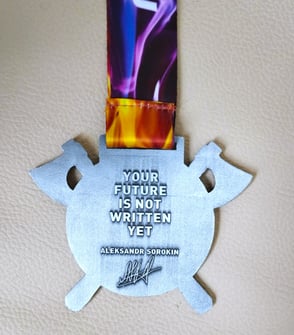 YOUR
FUTURE
IS NOT
WRITTEN
YET
ALEKSANDR SOROKIN